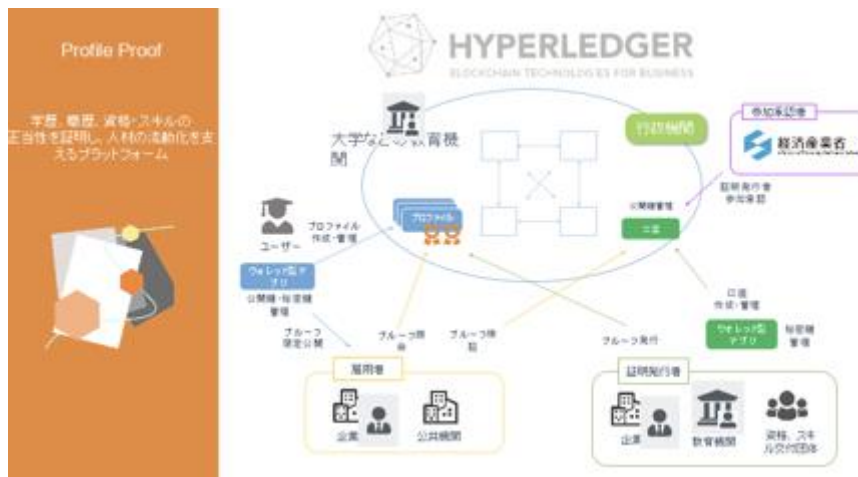 Profile Proof
学歴、職歴、資格・スキルの
正当性を証明し、人材の流動化を支
えるプラットフォーム
HYPERLEDGER
BLOCKCHAIN TECHNOLOGIES FOR BUSINESS
大学などの教育機
関
行政機関
参加承認者
経済産業省
証明発行者
参加承認
公開鍵管理
口座
プロファイル
ユーザー
プロファイル
作成・管理
ウォレット型ア
プリ
公開鍵・秘密鍵
管理
プルーフ
限定公開
プルーフ検
証
プルーフ発行
口座
作成・管理
ウォレット型
アプリ
秘密鍵
管理
雇用者
企業
公共機関
証明発行者
企業
教育機関
資格、スキ
ル交付団体